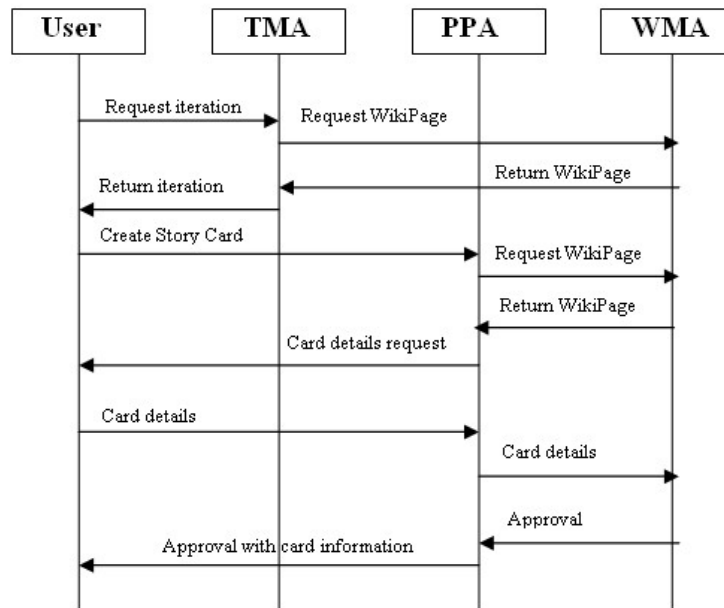 User TMA PPA WMA
Request iteration
Request WikiPage
Return WikiPage
Return iteration
Create Story Card
Request WikiPage
Return WikiPage
Card details request
Card details
Card details
Approval
Approval with card information